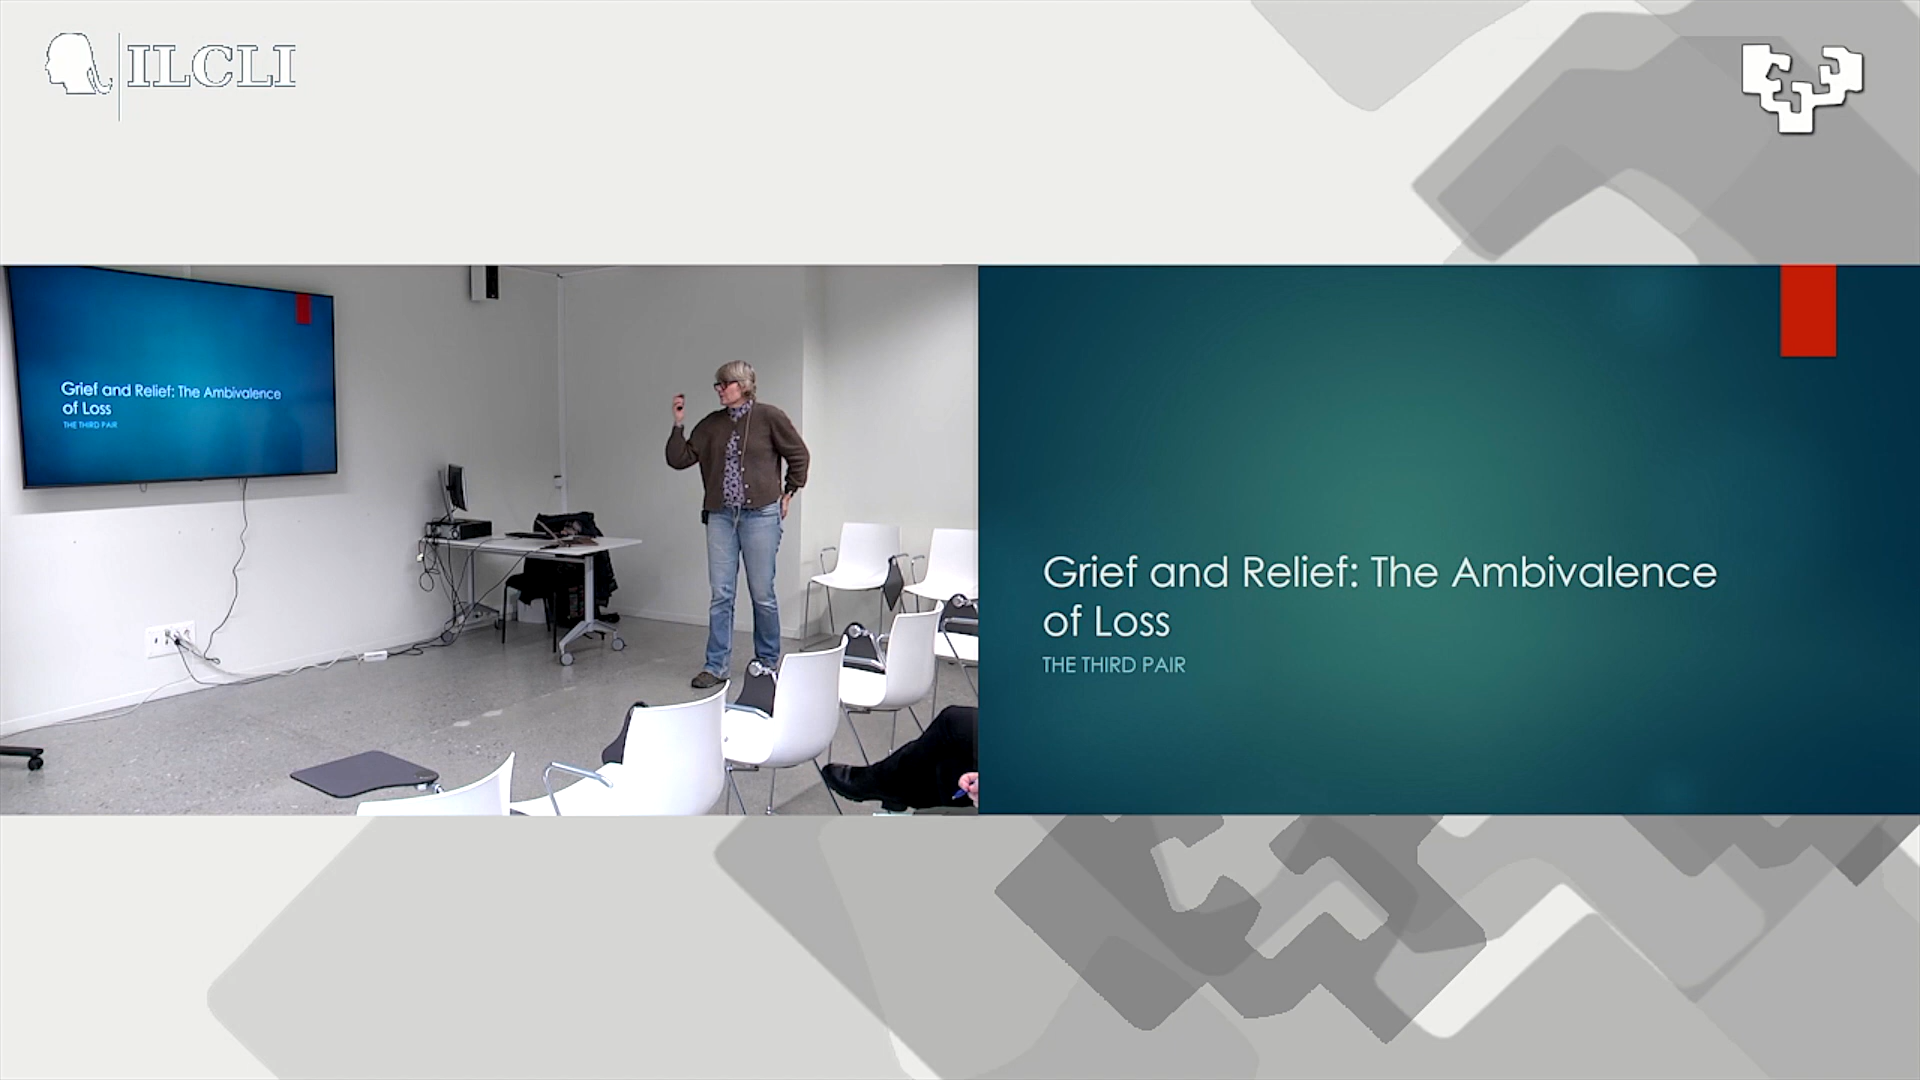 ILCLI
Grief and Relief: The Ambivalence
of Loss
THE THIRD PAIR
Grief and Relief: The Ambivalence
of Loss
THE THIRD PAIR